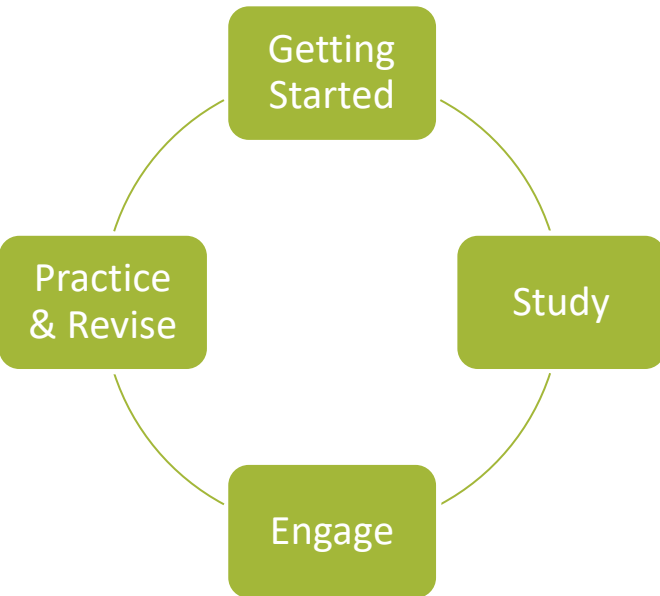 Getting
Started
Practice
& Revise
Study
Engage